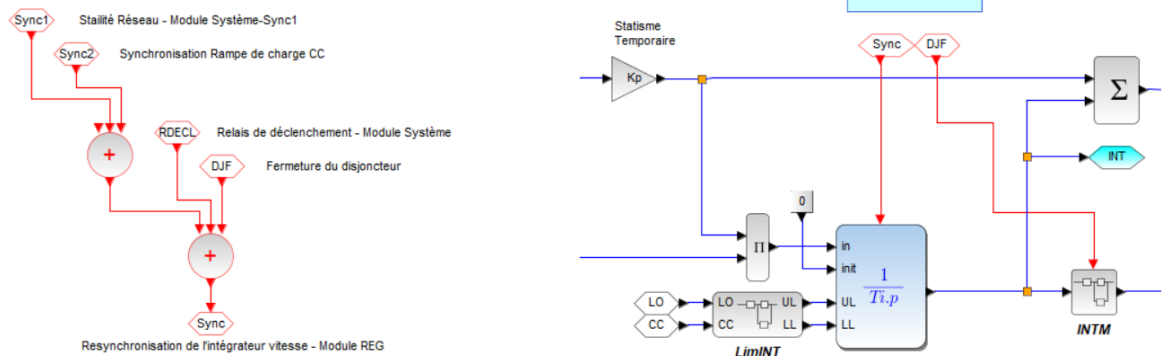 Sync1
Stailité Réseau - Module Système-Sync1
Sync2
Synchronisation Rampe de charge CC
+
RDECL
Relais de déclenchement - Module Système
DJF
Fermeture du disjoncteur
+
Sync
Resynchronisation de l'intégrateur vitesse - Module REG
Statisme
Temporaire
Kp
Sync
DJF
Σ
INT
0
Π
in
init
1
Ti.p
UL
LL
LO
CC
LO
UL
CC
LL
LimINT
INTM